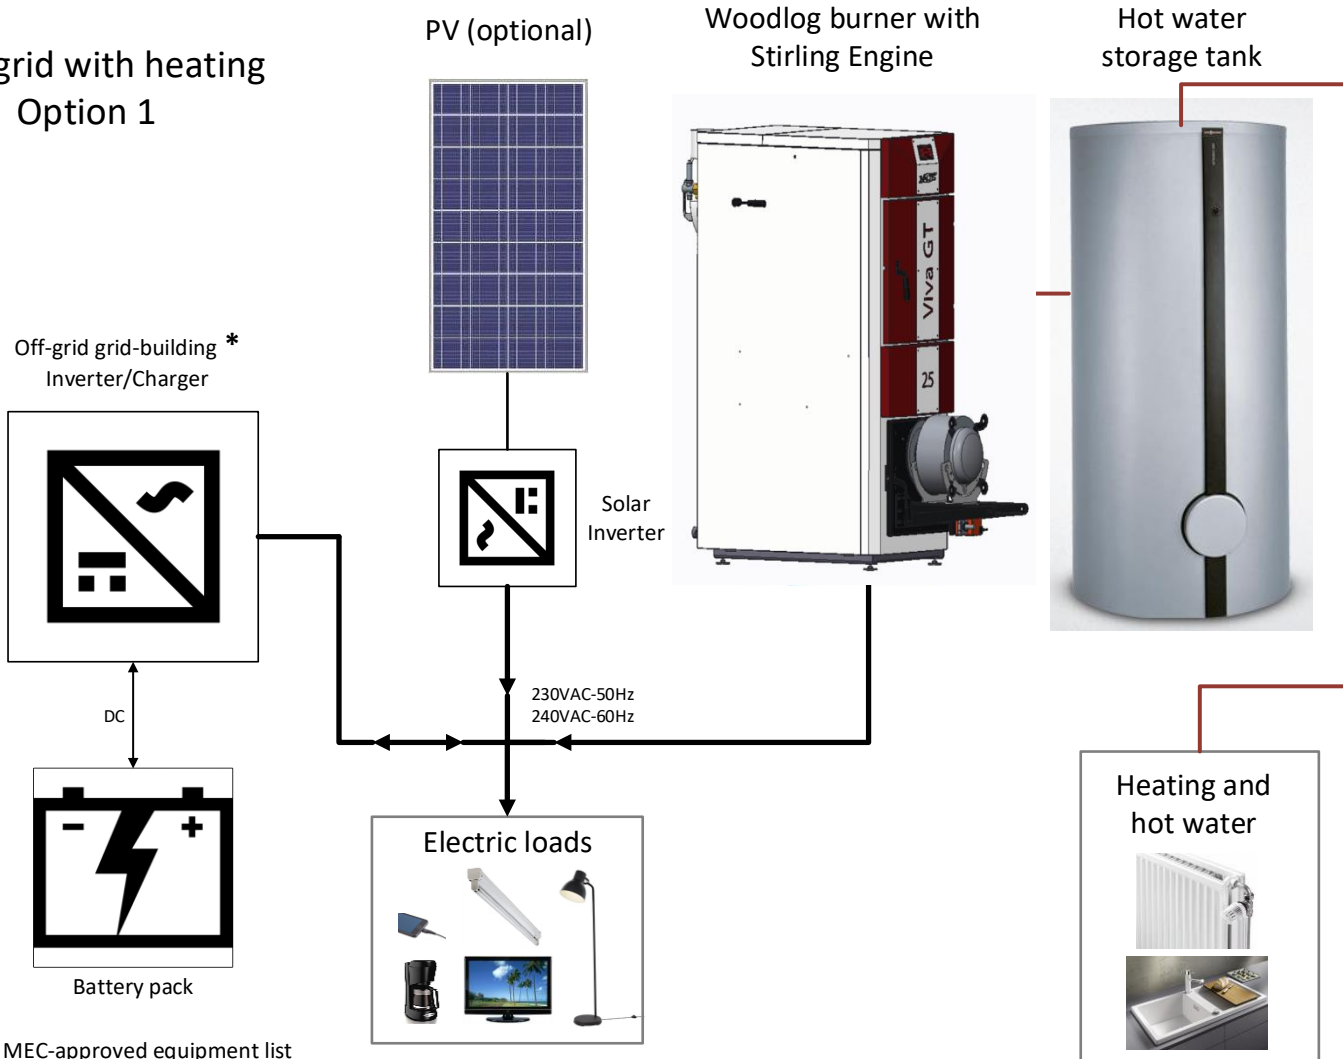 PV (optional)
Woodlog burner with
Stirling Engine
Hot water
storage tank
grid with heating
Option 1
Viva GT
25
Off-grid grid-building *
Inverter/Charger
Solar
Inverter
DC
230VAC-50Hz
240VAC-60Hz
Battery pack
Electric loads
Heating and
hot water
MEC-approved equipment list